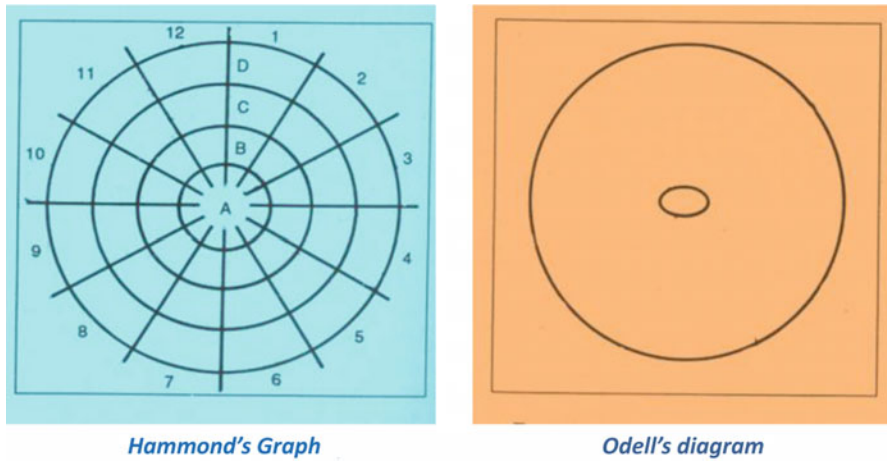 12 1
11 D 2
C
10 B 3
A
9 4
8 5
7 6
Hammond's Graph
Odell's diagram